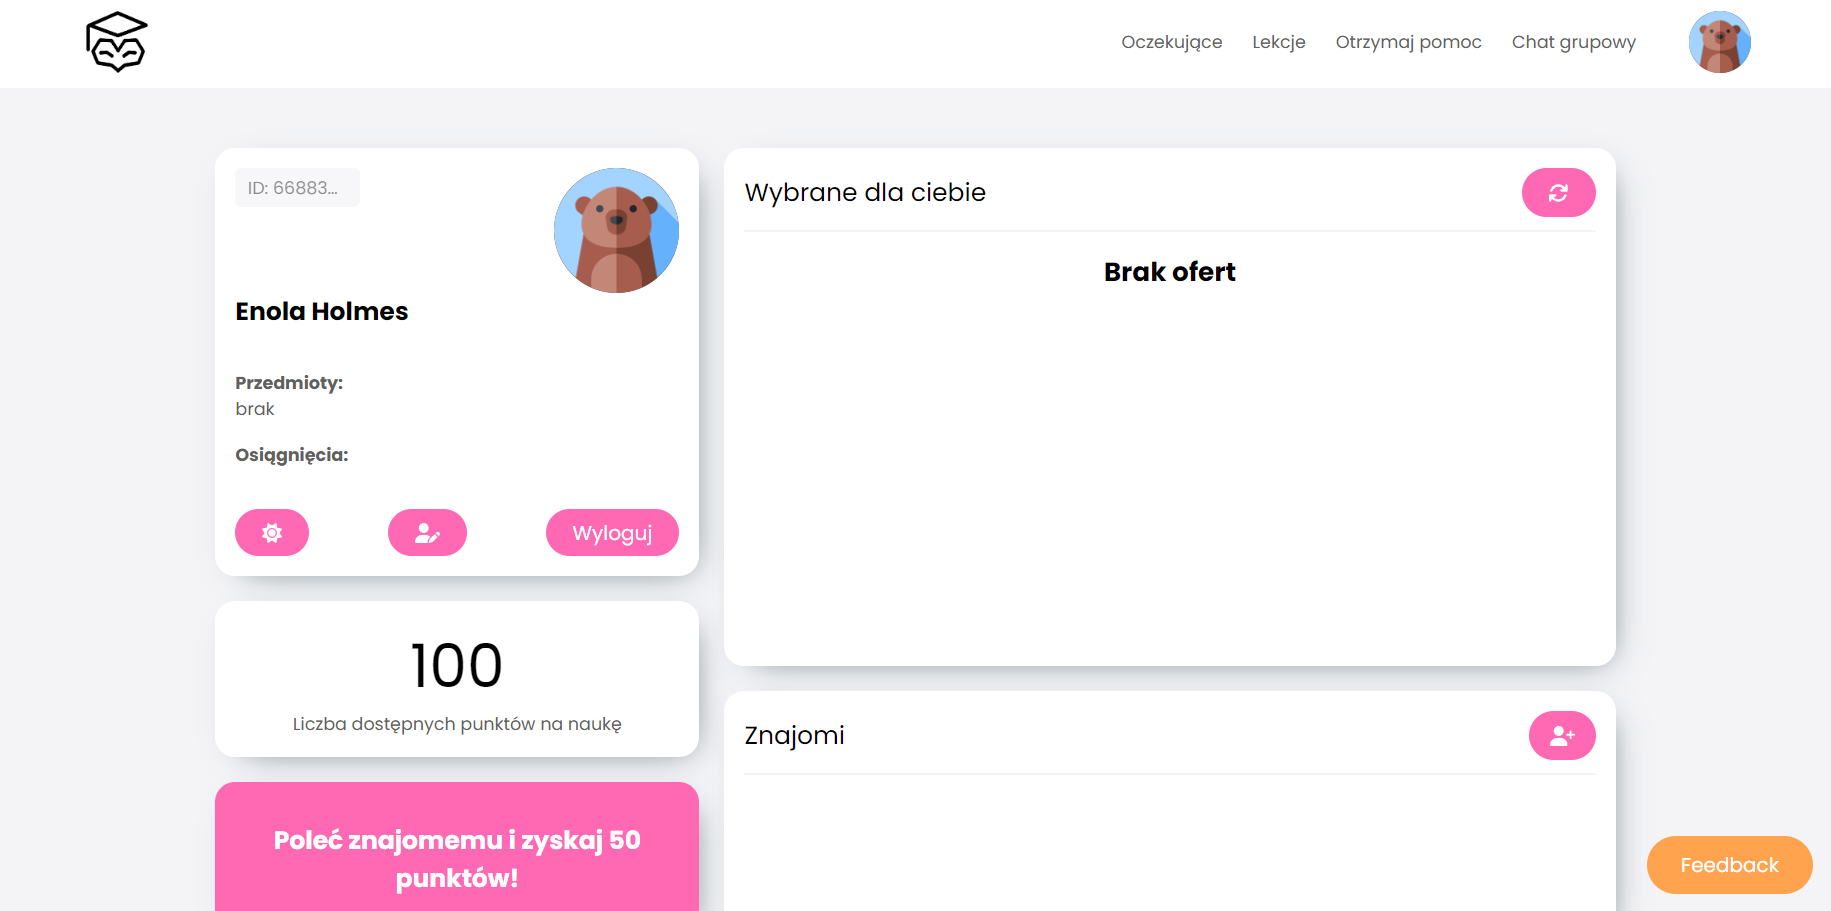 Oczekujące
Lekcje
Otrzymaj pomoc
Chat grupowy
ID: 66883...
Enola Holmes
Przedmioty:
brak
Osiągnięcia:
Wyloguj
100
Liczba dostępnych punktów na naukę
Poleć znajomemu i zyskaj 50
punktów!
Wybrane dla ciebie
Brak ofert
Znajomi
Feedback